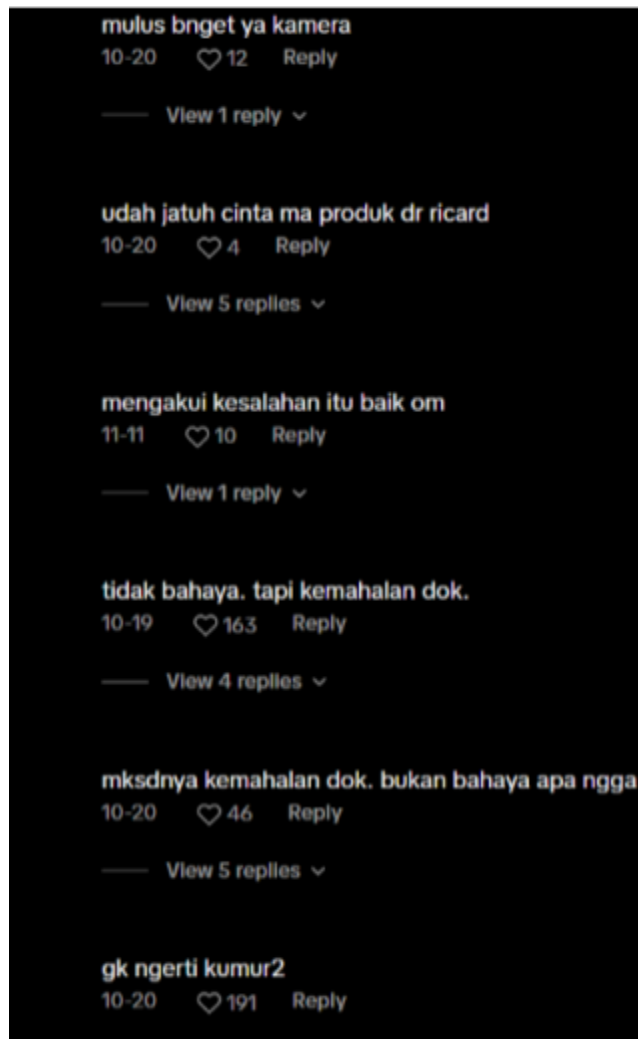 mulus bnget ya kamera
10-20 12 Reply
View 1 reply
udah jatuh cinta ma produk dr ricard
10-20 4 Reply
View 5 replies
mengakui kesalahan itu baik om
11-11 10 Reply
View 1 reply
tidak bahaya. tapi kemahalan dok.
10-19 163 Reply
View 4 replies
mksdnya kemahalan dok. bukan bahaya apa ngga
10-20 46 Reply
View 5 replies
gk ngerti kumur2
10-20 191 Reply